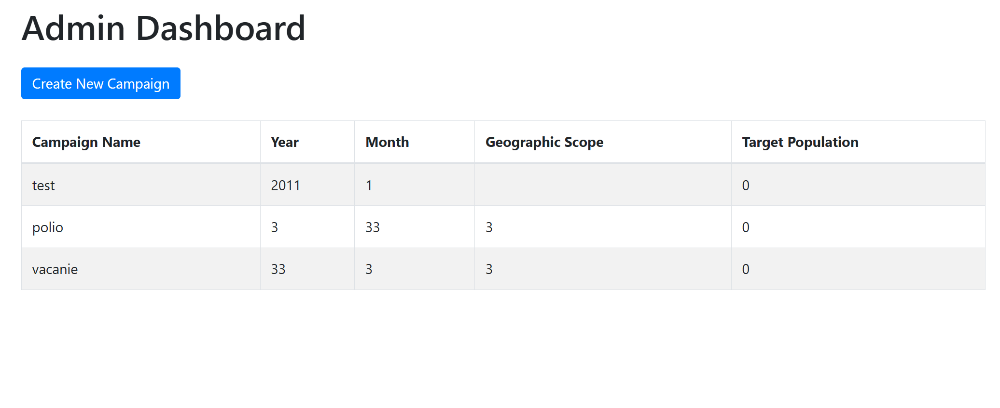 Admin Dashboard
Create New Campaign
Campaign Name Year Month Geographic Scope Target Population
test 2011 1 0
polio 3 33 3 0
vacanie 33 3 3 0